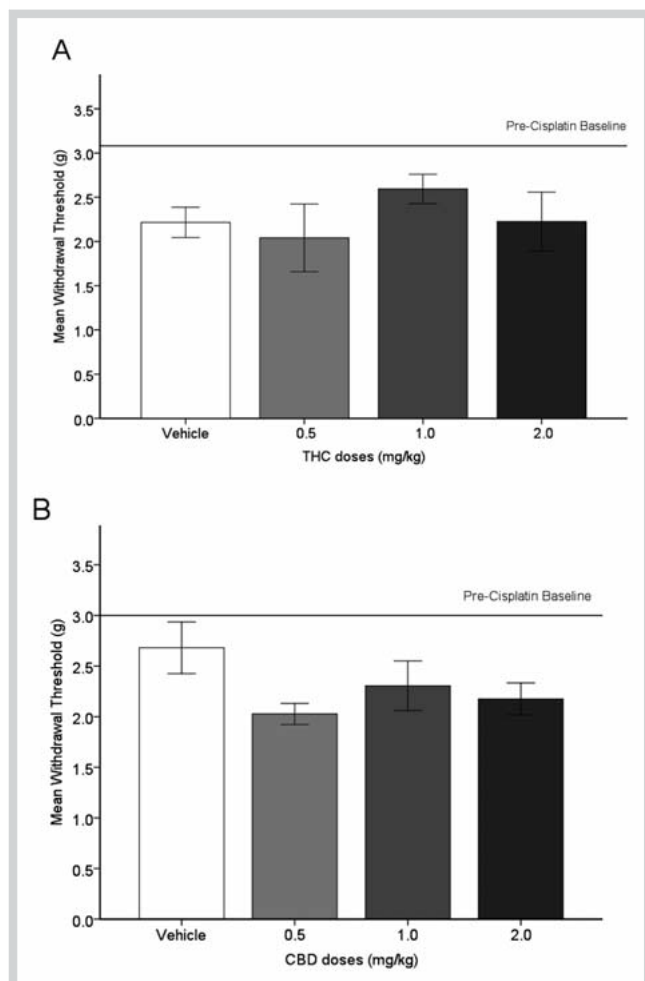 A
Pre-Cisplatin Baseline
Mean Withdrawal Threshold (g)
3.5
3.0
2.5
2.0
1.5
1.0
0.5
0.0
Vehicle 0.5 1.0 2.0
THC doses (mg/kg)
B
Pre-Cisplatin Baseline
Mean Withdrawal Threshold (g)
3.5
3.0
2.5
2.0
1.5
1.0
0.5
0.0
Vehicle 0.5 1.0 2.0
CBD doses (mg/kg)